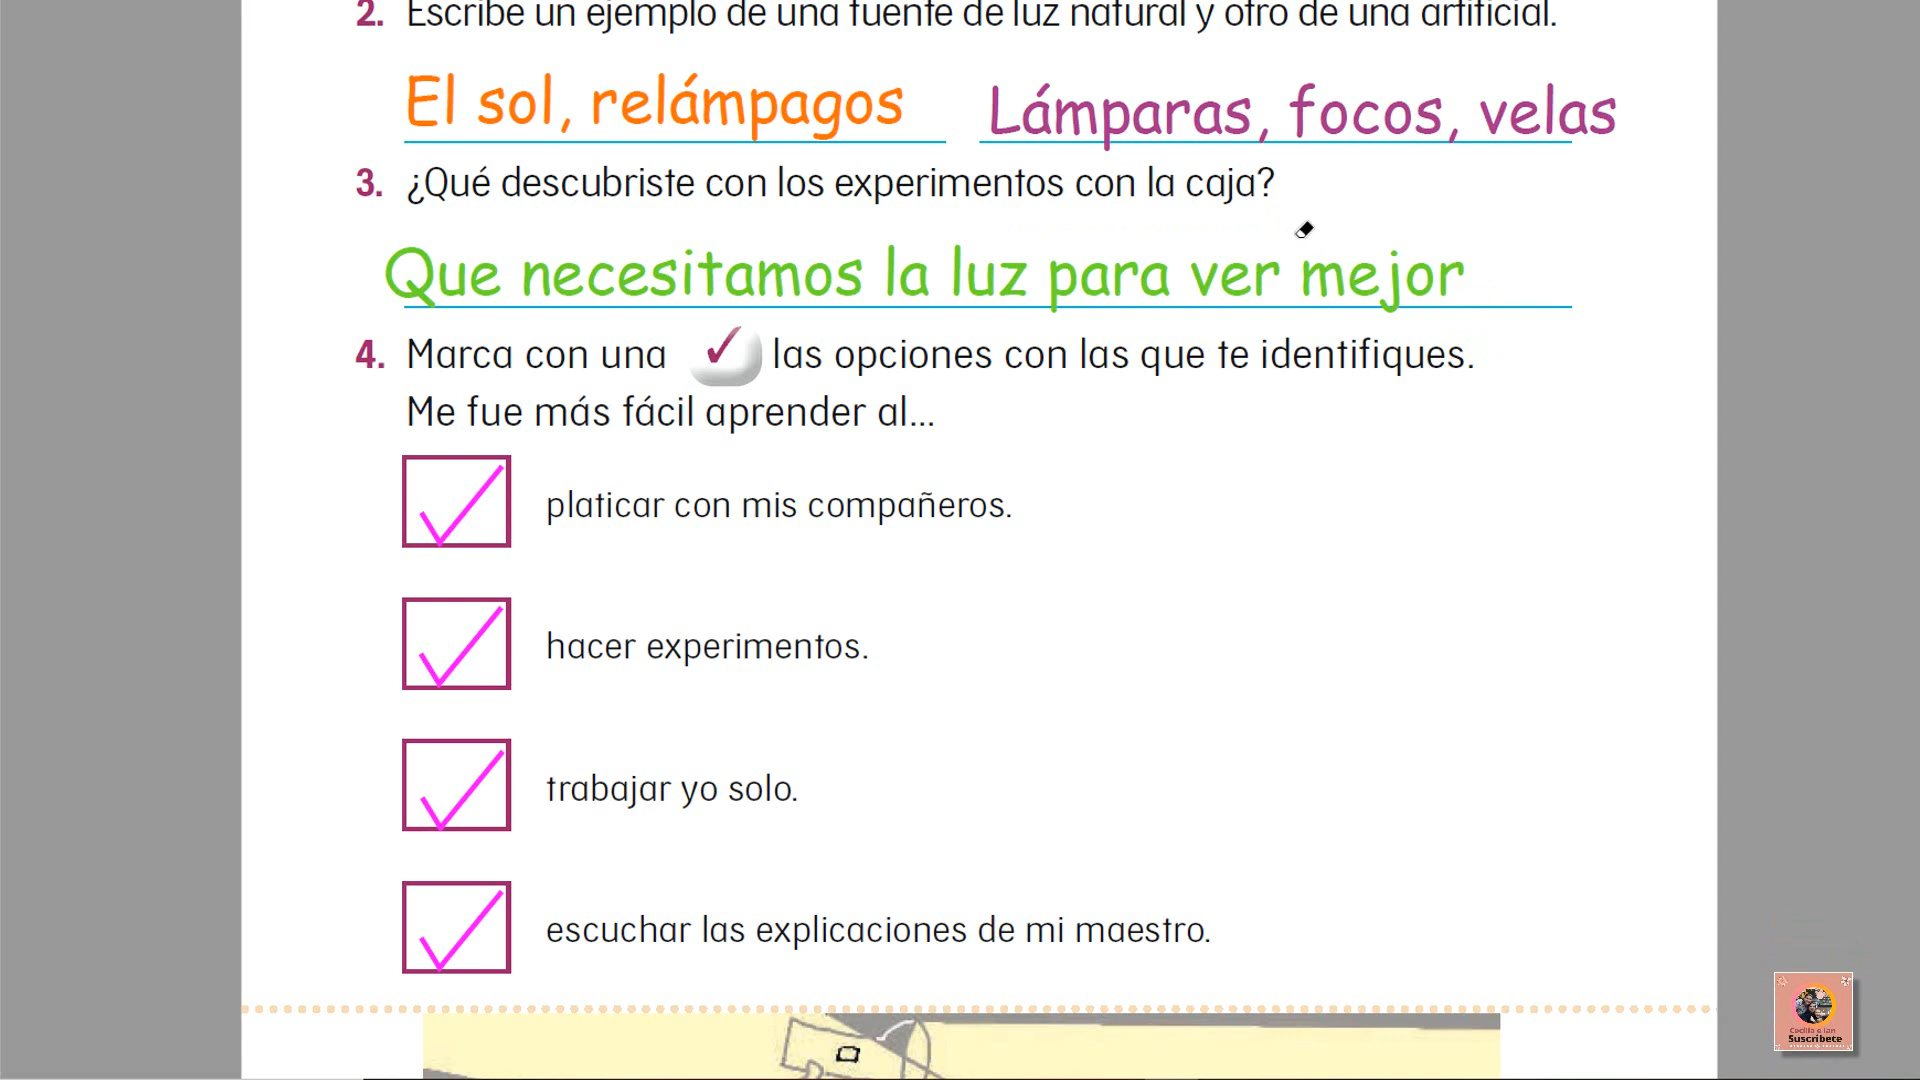 2. Escribe un ejemplo de una fuente de luz natural y otro de una artificial.
El sol, relámpagos Lámparas, focos, velas
3. ¿Qué descubriste con los experimentos con la caja?
Que necesitamos la luz para ver mejor
4. Marca con una ✓ las opciones con las que te identifiques.
Me fue más fácil aprender al...
platicar con mis compañeros.
hacer experimentos.
trabajar yo solo.
escuchar las explicaciones de mi maestro.
Suscribete